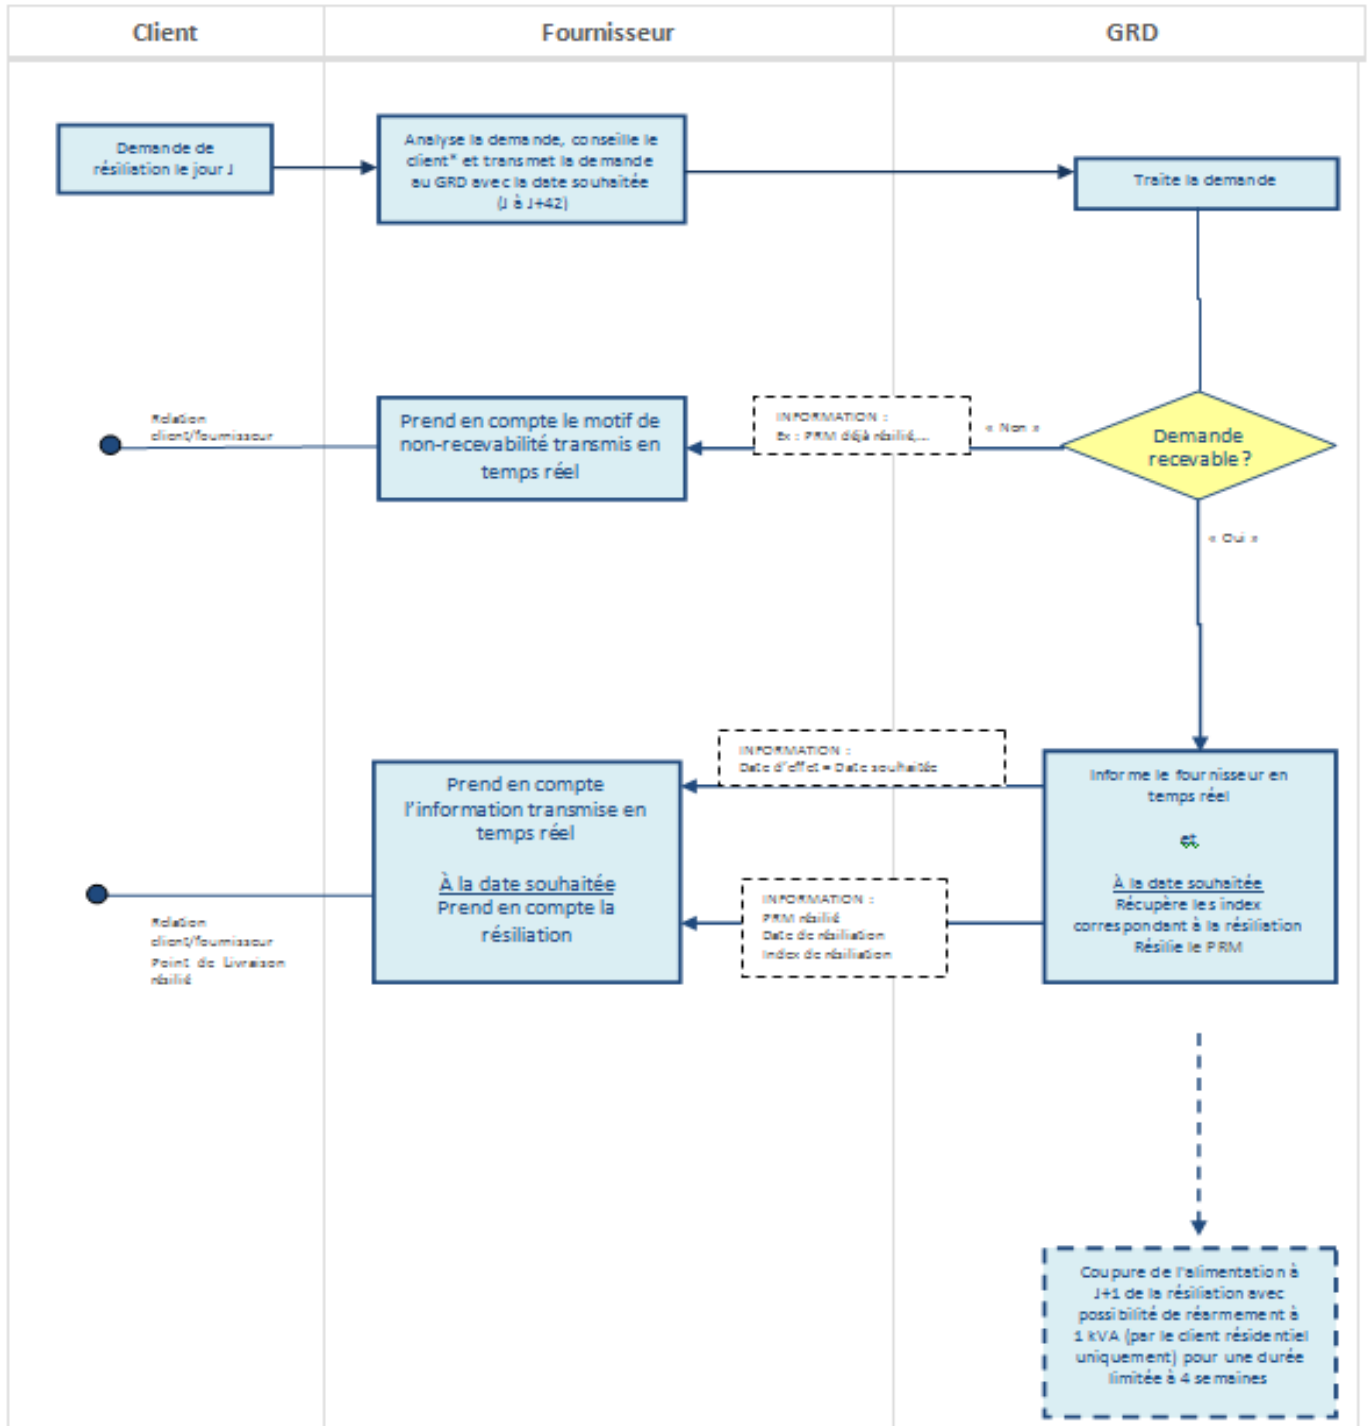 Client
Fournisseur
GRD
Demande de
résiliation le jour J
Analyse la demande, conseille le
client* et transmet la demande
au GRD avec la date souhaitée
(J à J+42)
Traite la demande
Relation
client/fournisseur
Prend en compte le motif de
non-recevabilité transmis en
temps réel
INFORMATION :
Ex : PRM déjà résilié,...
« Non »
Demande
recevable ?
« Oui »
INFORMATION :
Date d'effet = Date souhaitée
Prend en compte
l'information transmise en
temps réel
À la date souhaitée
Prend en compte la
résiliation
Informe le fournisseur en
temps réel
et
À la date souhaitée
Récupère les index
correspondant à la résiliation
Résilie le PRM
INFORMATION :
PRM résilié
Date de résiliation
Index de résiliation
Relation
client/fournisseur
Point de Livraison
résilié
Coupure de l'alimentation à
J+1 de la résiliation avec
possibilité de réarmement à
1 kVA (par le client résidentiel
uniquement) pour une durée
limitée à 4 semaines